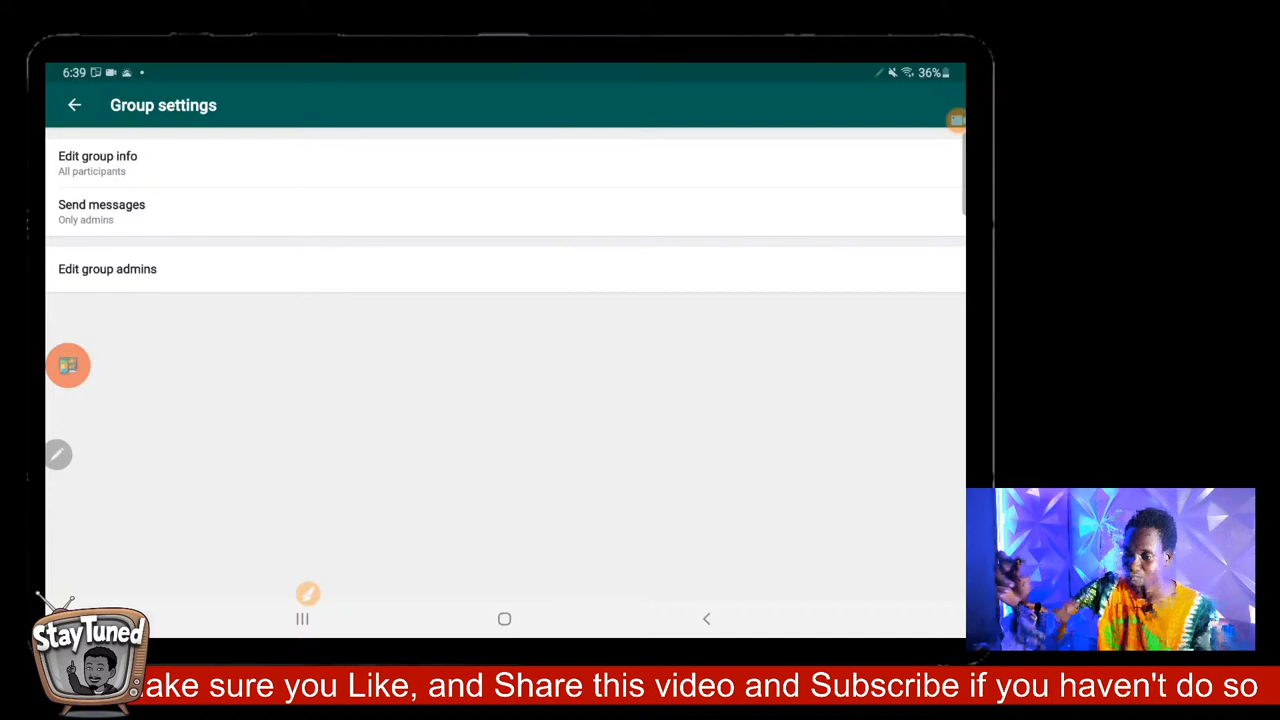 6:39
36%
Group settings
Edit group info
All participants
Send messages
Only admins
Edit group admins
StayTuned
ake sure you Like, and Share this video and Subscribe if you haven't do so